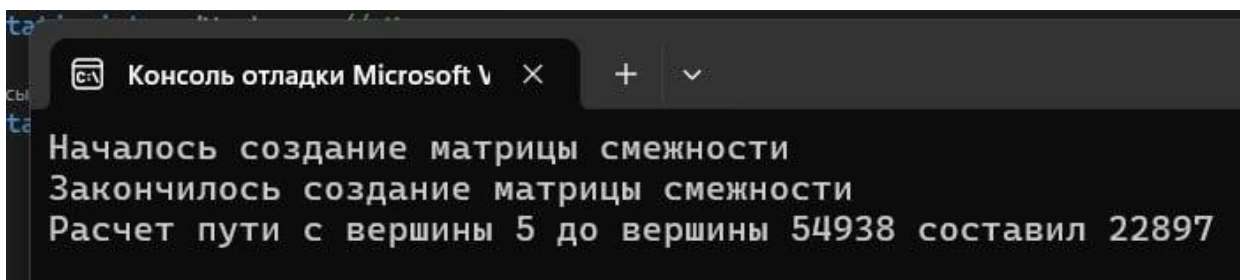 Консоль отладки Microsoft V
Началось создание матрицы смежности
Закончилось создание матрицы смежности
Расчет пути с вершины 5 до вершины 54938 составил 22897